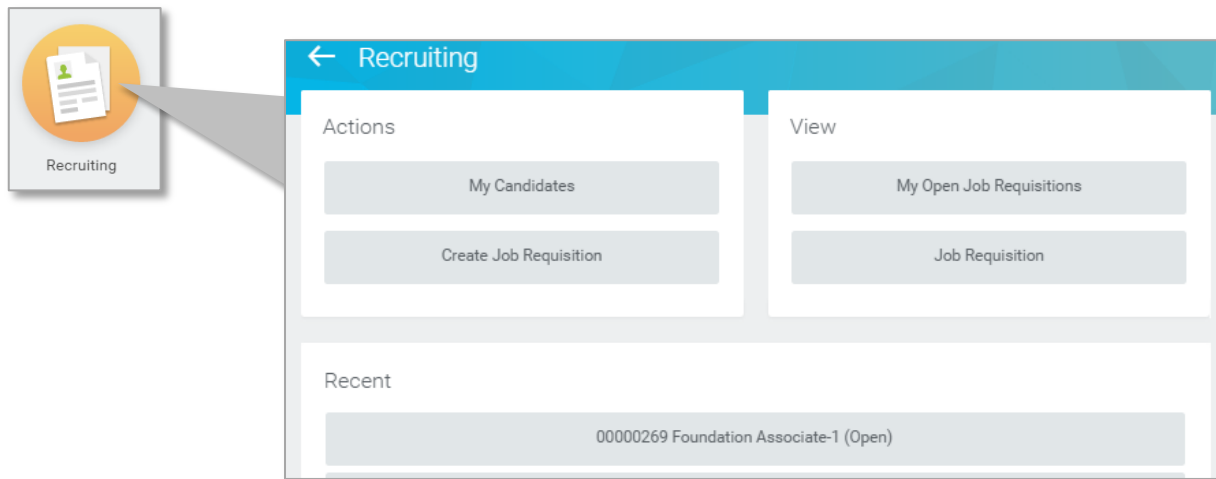 Recruiting
Recruiting
Actions
My Candidates
Create Job Requisition
View
My Open Job Requisitions
Job Requisition
Recent
00000269 Foundation Associate-1 (Open)